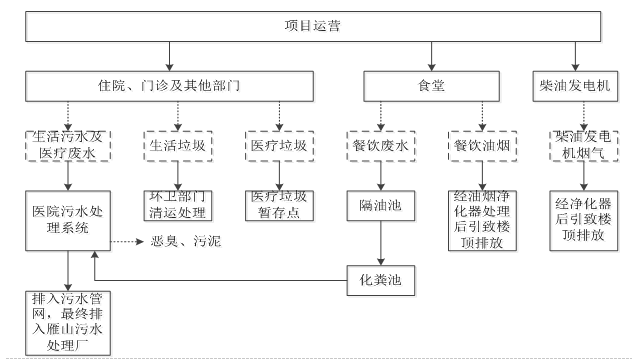 项目运营
住院、门诊及其他部门
食堂
柴油发电机
生活污水及
医疗废水
生活垃圾
医疗垃圾
餐饮废水
餐饮油烟
柴油发电
机烟气
医院污水处
理系统
环卫部门
清运处理
医疗垃圾
暂存点
隔油池
经油烟净
化器处理
后引致楼
顶排放
经净化器
后引致楼
顶排放
恶臭、污泥
化粪池
排入污水管
网，最终排
入雁山污水
处理厂